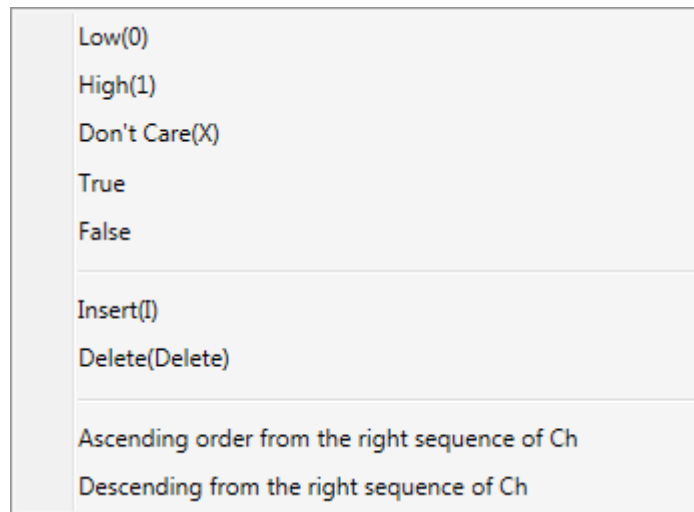 Low(0)
High(1)
Don't Care(X)
True
False
Insert(I)
Delete(Delete)
Ascending order from the right sequence of Ch
Descending from the right sequence of Ch